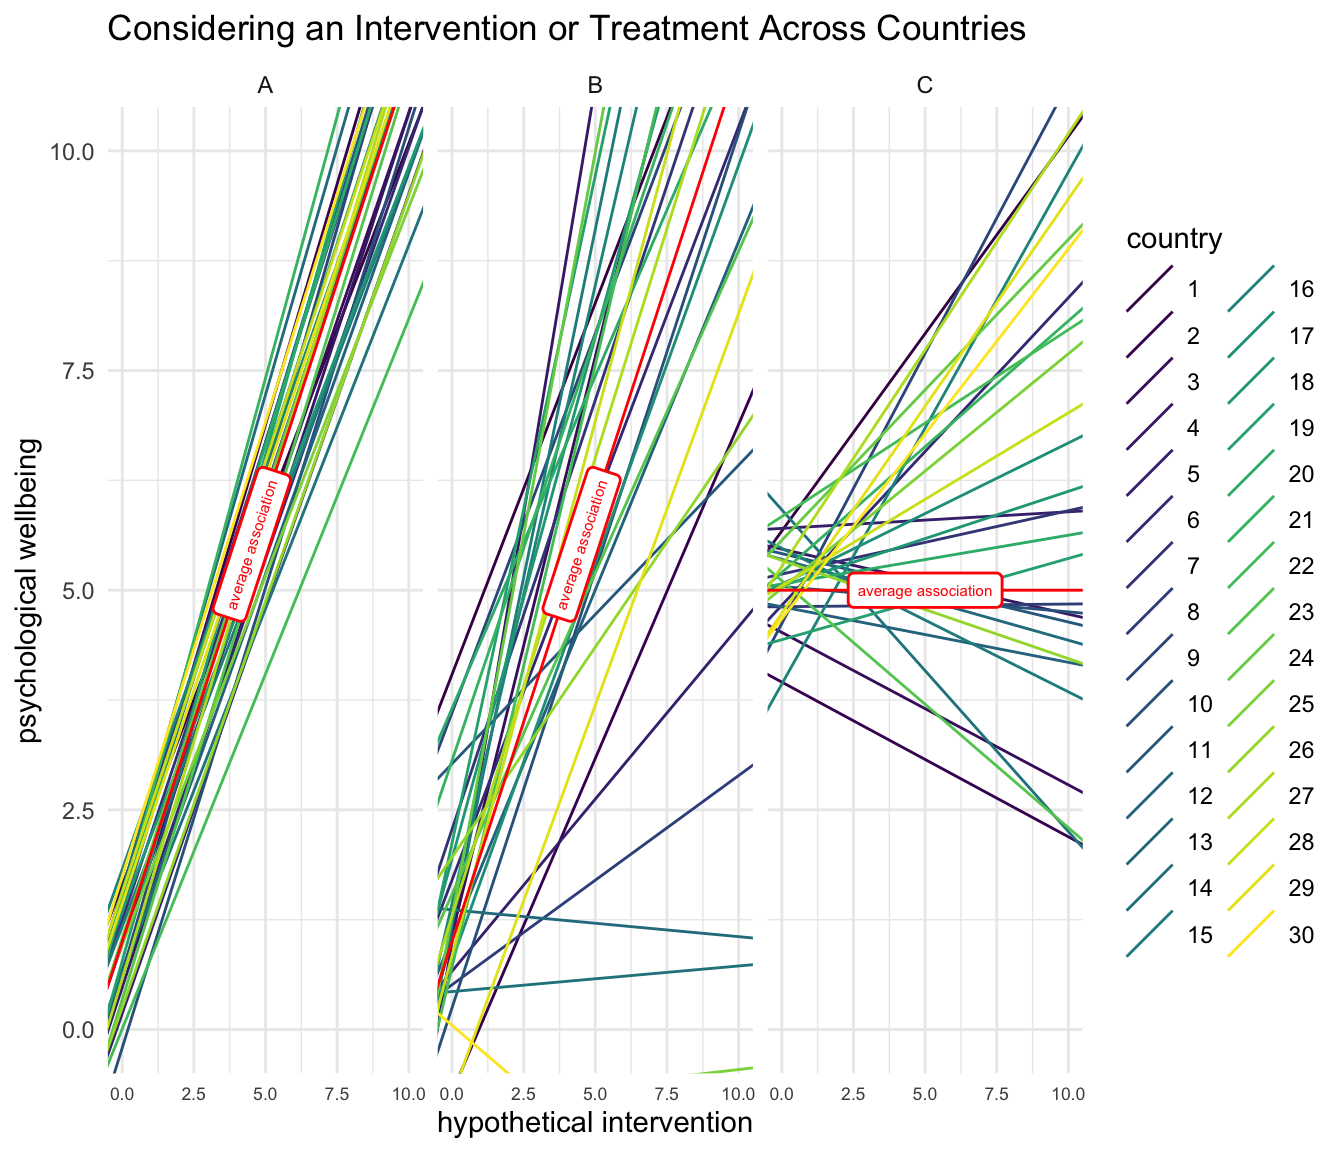 Considering an Intervention or Treatment Across Countries
A
B
C
psychological wellbeing
10.0
7.5
5.0
2.5
0.0
average association
average association
average association
0.0 2.5 5.0 7.5 10.0
0.0 2.5 5.0 7.5 10.0
0.0 2.5 5.0 7.5 10.0
hypothetical intervention
country
1
2
3
4
5
6
7
8
9
10
11
12
13
14
15
16
17
18
19
20
21
22
23
24
25
26
27
28
29
30